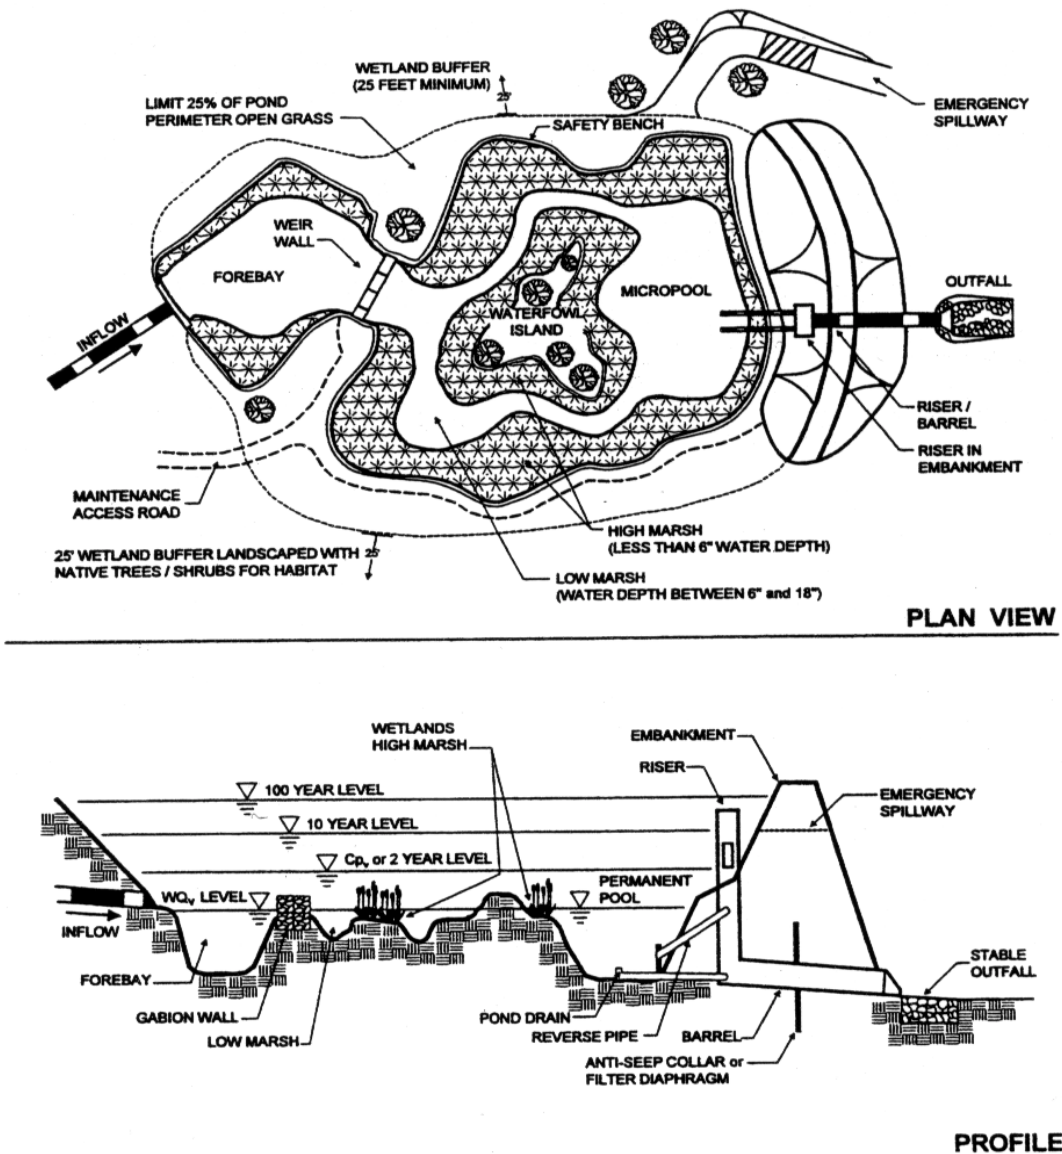 WETLAND BUFFER
(25 FEET MINIMUM)
25'
LIMIT 25% OF POND
PERIMETER OPEN GRASS
SAFETY BENCH
EMERGENCY
SPILLWAY
WEIR
WALL
FOREBAY
INFLOW
MICROPOOL
WATERFOWL
ISLAND
OUTFALL
RISER /
BARREL
RISER IN
EMBANKMENT
MAINTENANCE
ACCESS ROAD
HIGH MARSH
(LESS THAN 6" WATER DEPTH)
25' WETLAND BUFFER LANDSCAPED WITH
NATIVE TREES / SHRUBS FOR HABITAT
25'
LOW MARSH
(WATER DEPTH BETWEEN 6" and 18")
PLAN VIEW
WETLANDS
HIGH MARSH
EMBANKMENT
RISER
100 YEAR LEVEL
EMERGENCY
SPILLWAY
10 YEAR LEVEL
Cpv or 2 YEAR LEVEL
WQv LEVEL
PERMANENT
POOL
INFLOW
FOREBAY
STABLE
OUTFALL
GABION WALL
POND DRAIN
LOW MARSH
REVERSE PIPE
BARREL
ANTI-SEEP COLLAR or
FILTER DIAPHRAGM
PROFILE